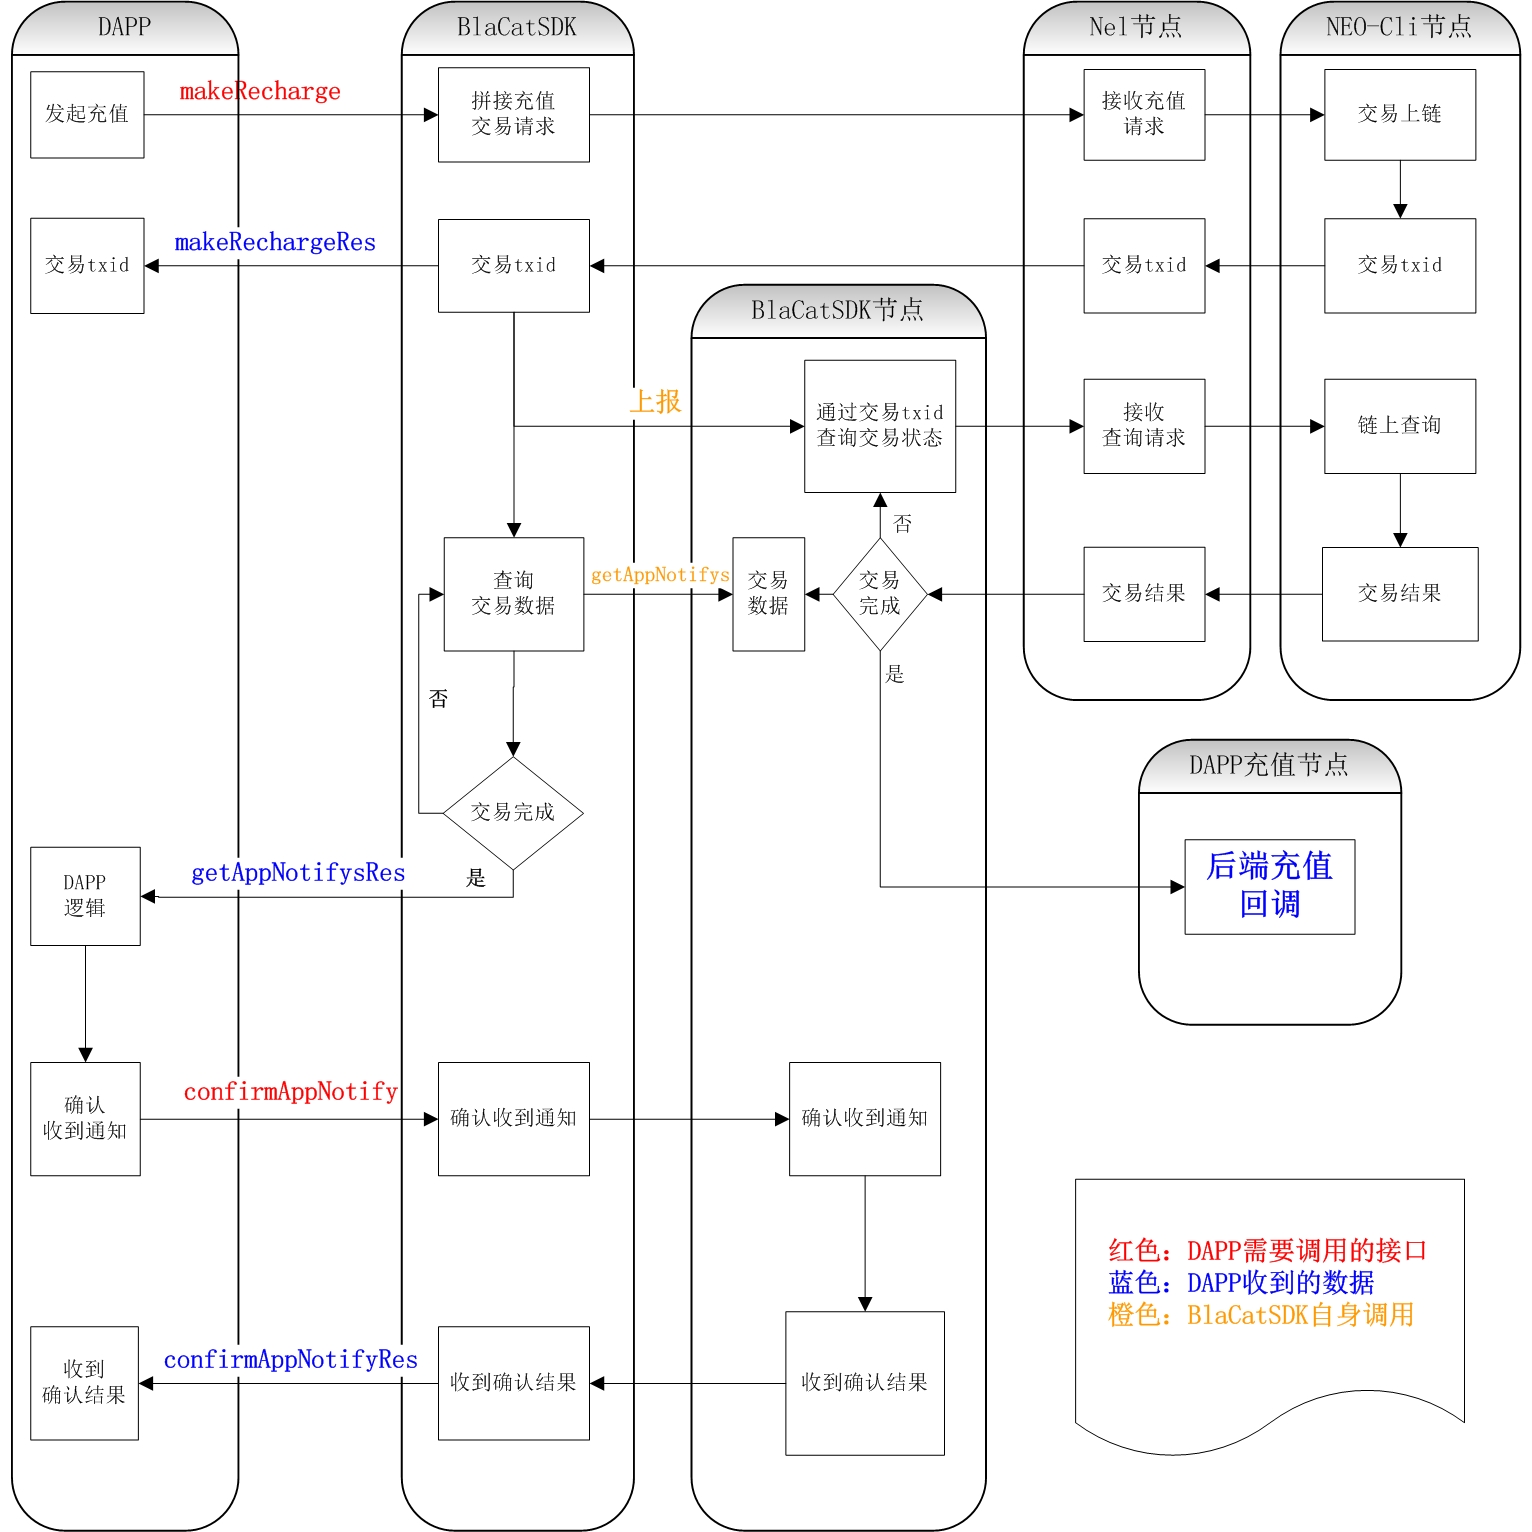 DAPP
BlaCatSDK
Nel节点
NEO-Cli节点
发起充值
makeRecharge
拼接充值
交易请求
接收充值
请求
交易上链
交易txid
makeRechargeRes
交易txid
交易txid
交易txid
BlaCatSDK节点
上报
通过交易txid
查询交易状态
接收
查询请求
链上查询
否
查询
交易数据
getAppNotifys
交易
数据
交易
完成
交易结果
交易结果
是
否
交易完成
DAPP充值节点
后端充值
回调
DAPP
逻辑
getAppNotifysRes
是
确认
收到通知
confirmAppNotify
确认收到通知
确认收到通知
红色：DAPP需要调用的接口
蓝色：DAPP收到的数据
橙色：BlaCatSDK自身调用
收到
确认结果
confirmAppNotifyRes
收到确认结果
收到确认结果